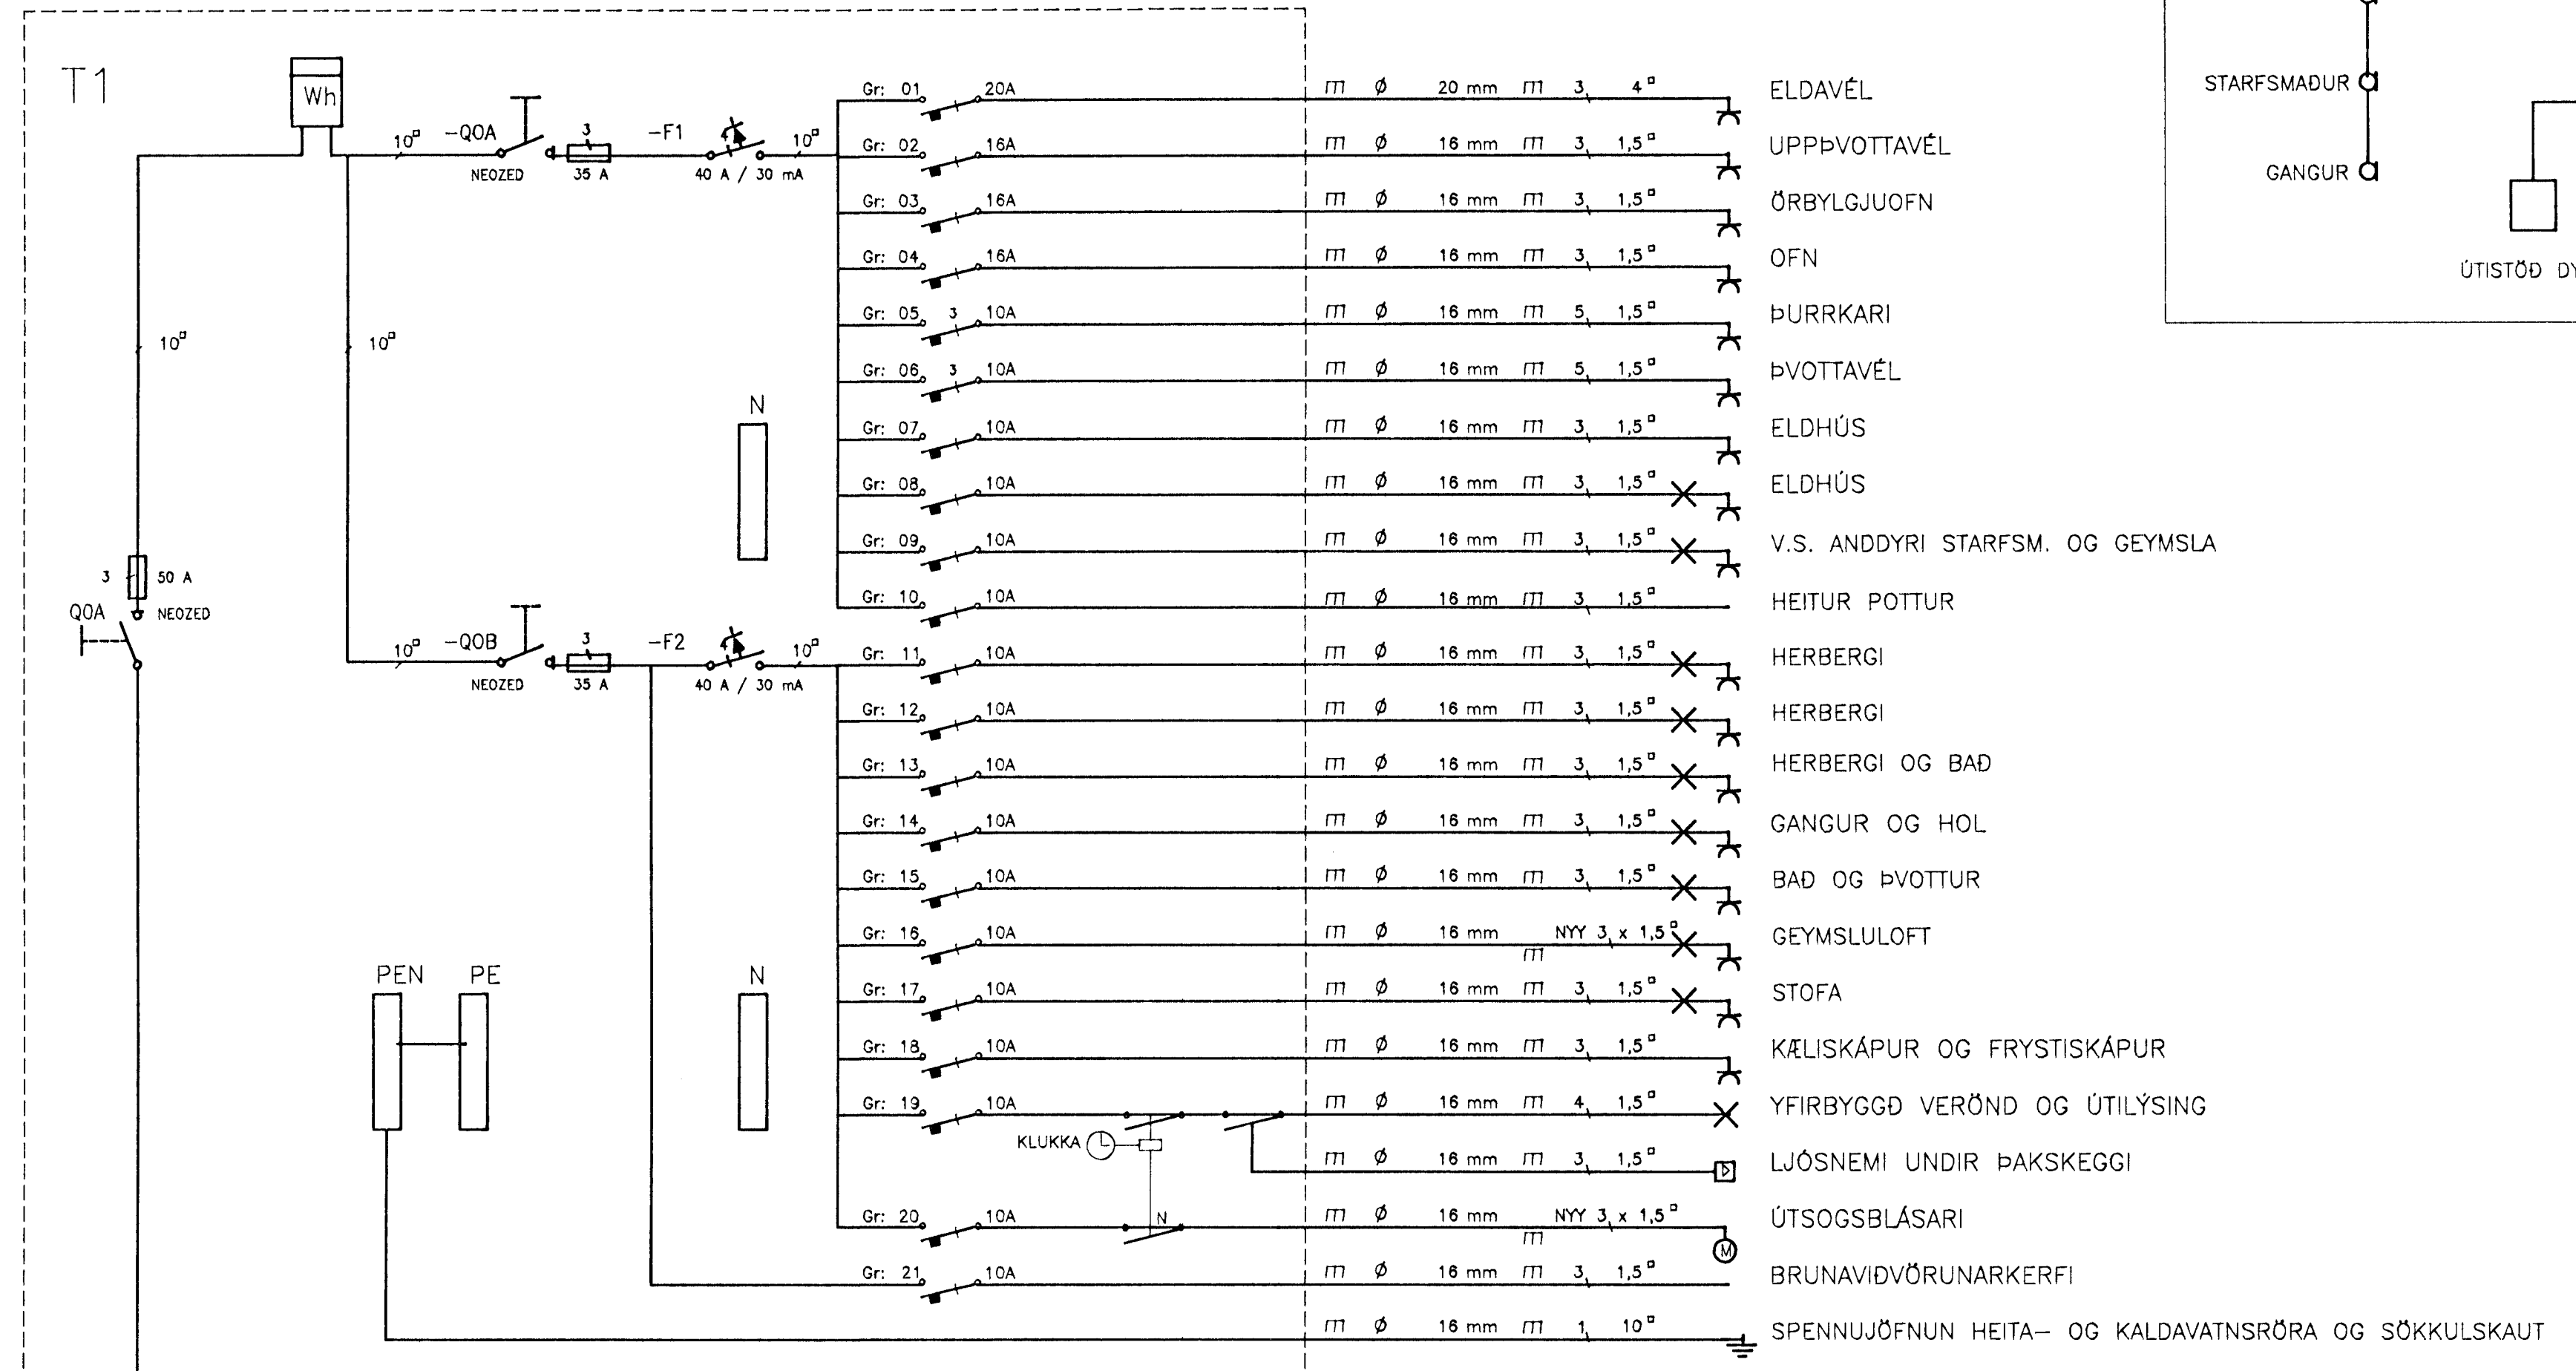 T1
Wh
10▫ -Q0A 3 -F1 4 10▫
NEOZED 35 A 40 A / 30 mA
Gr: 01 20A m Ø 20 mm m 3 4▫ ELDAVÉL
Gr: 02 16A m Ø 16 mm m 3 1,5▫ UPPÞVOTTAVÉL
Gr: 03 16A m Ø 16 mm m 3 1,5▫ ÖRBYLGJUOFN
Gr: 04 16A m Ø 16 mm m 3 1,5▫ OFN
Gr: 05 3 10A m Ø 16 mm m 5 1,5▫ ÞURRKARI
10▫ 10▫
Gr: 06 3 10A m Ø 16 mm m 5 1,5▫ ÞVOTTAVÉL
N
Gr: 07 10A m Ø 16 mm m 3 1,5▫ ELDHÚS
Gr: 08 10A m Ø 16 mm m 3 1,5▫ ELDHÚS
Gr: 09 10A m Ø 16 mm m 3 1,5▫ V.S. ANDDYRI STARFSM. OG GEYMSLA
3 50 A
Q0A NEOZED
Gr: 10 10A m Ø 16 mm m 3 1,5▫ HEITUR POTTUR
10▫ -Q0B 3 -F2 4 10▫
NEOZED 35 A 40 A / 30 mA
Gr: 11 10A m Ø 16 mm m 3 1,5▫ HERBERGI
Gr: 12 10A m Ø 16 mm m 3 1,5▫ HERBERGI
Gr: 13 10A m Ø 16 mm m 3 1,5▫ HERBERGI OG BAÐ
Gr: 14 10A m Ø 16 mm m 3 1,5▫ GANGUR OG HOL
Gr: 15 10A m Ø 16 mm m 3 1,5▫ BAÐ OG ÞVOTTUR
Gr: 16 10A m Ø 16 mm m NYY 3 x 1,5▫ GEYMSLULOFT
PEN PE N
Gr: 17 10A m Ø 16 mm m 3 1,5▫ STOFA
Gr: 18 10A m Ø 16 mm m 3 1,5▫ KÆLISKÁPUR OG FRYSTISKÁPUR
Gr: 19 10A m Ø 16 mm m 4 1,5▫ YFIRBYGGÐ VERÖND OG ÚTILÝSING
KLUKKA
m Ø 16 mm m 3 1,5▫ LJÓSNEMI UNDIR ÞAKSKEGGI
Gr: 20 10A N m Ø 16 mm m NYY 3 x 1,5▫ ÚTSOGSBLÁSARI
M
Gr: 21 10A m Ø 16 mm m 3 1,5▫ BRUNAVIÐVÖRUNARKERFI
m Ø 16 mm m 1 10▫ SPENNUJÖFNUN HEITA- OG KALDAVATNSRÖRA OG SÖKKULSKAUT
STARFSMAÐUR
GANGUR
ÚTISTÖÐ